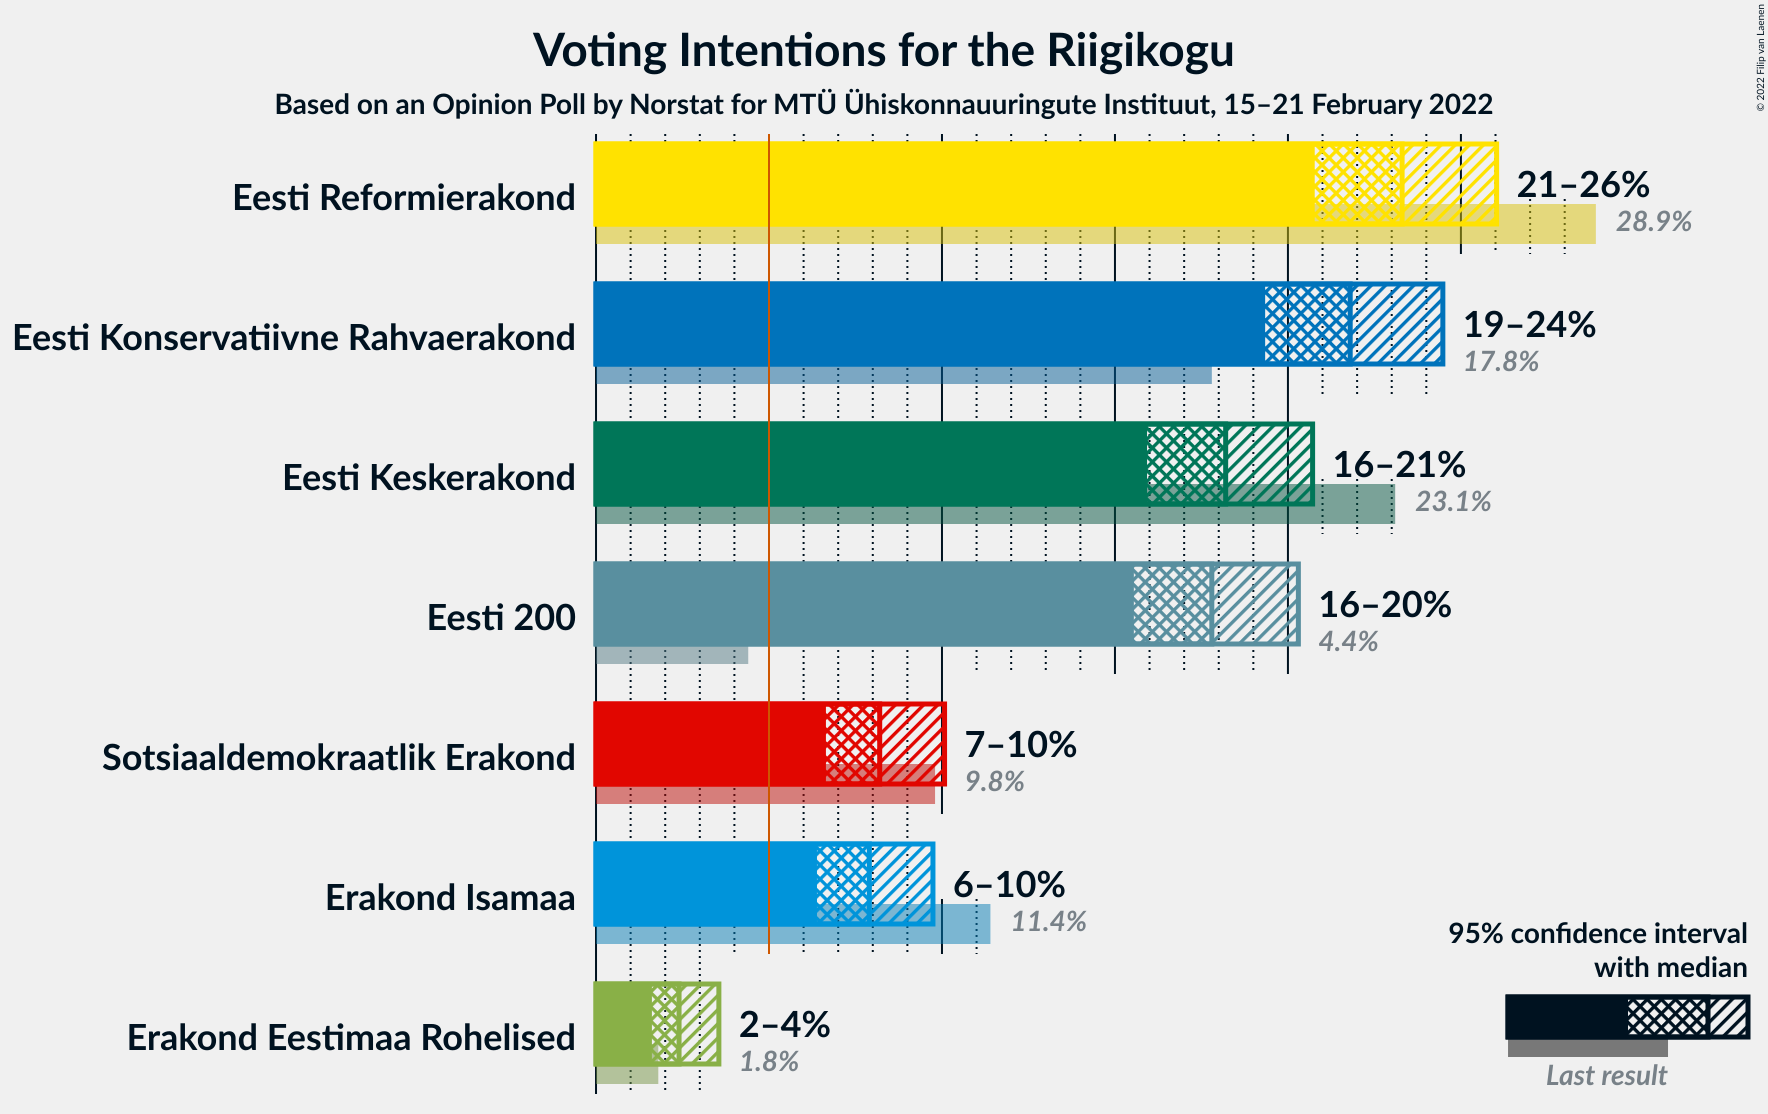 Voting Intentions for the Riigikogu
Based on an Opinion Poll by Norstat for MTÜ Ühiskonnauuringute Instituut, 15–21 February 2022
© 2022 Filip van Laenen
Eesti Reformierakond
21–26%
28.9%
Eesti Konservatiivne Rahvaerakond
19–24%
17.8%
Eesti Keskerakond
16–21%
23.1%
Eesti 200
16–20%
4.4%
Sotsiaaldemokraatlik Erakond
7–10%
9.8%
Erakond Isamaa
6–10%
11.4%
Erakond Eestimaa Rohelised
2–4%
1.8%
95% confidence interval
with median
Last result